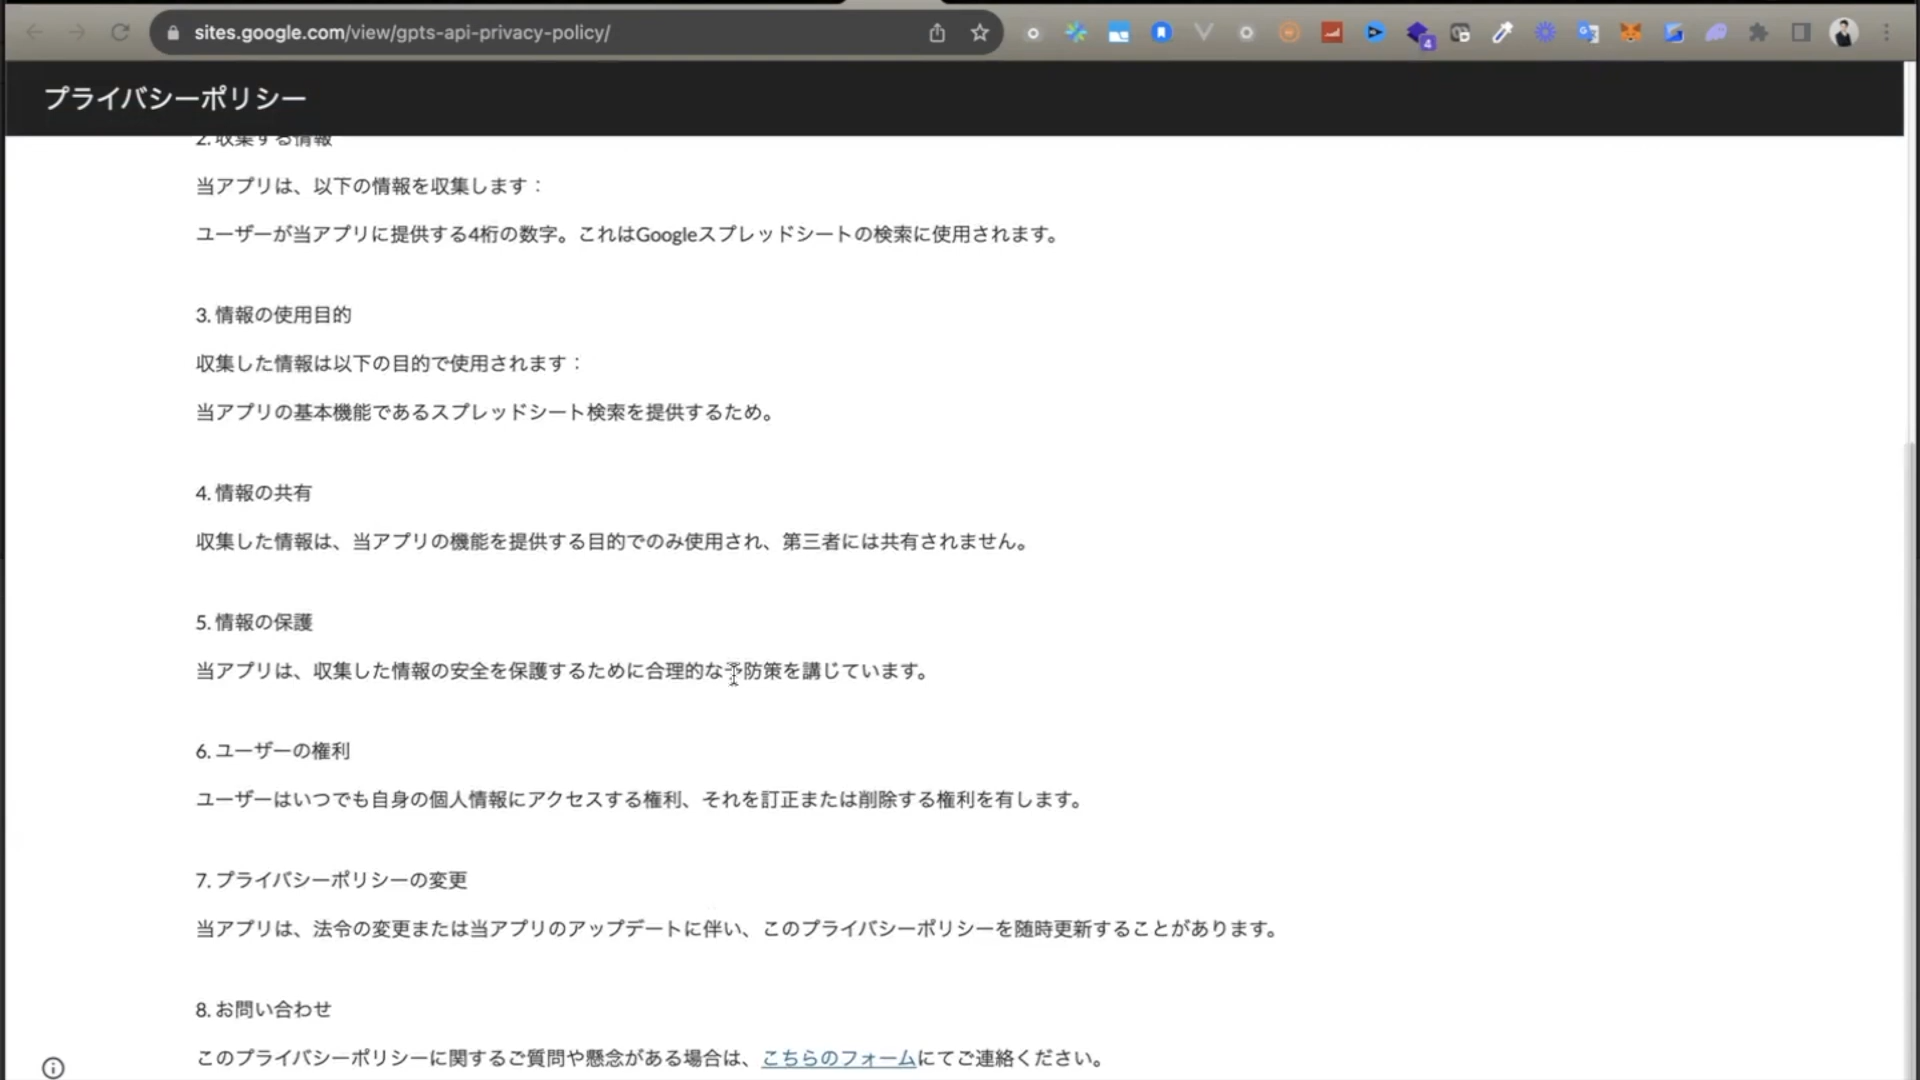 sites.google.com/view/gpts-api-privacy-policy/
4
プライバシーポリシー
2. 収集する情報
当アプリは、以下の情報を収集します：
ユーザーが当アプリに提供する4桁の数字。これはGoogleスプレッドシートの検索に使用されます。
3. 情報の使用目的
収集した情報は以下の目的で使用されます：
当アプリの基本機能であるスプレッドシート検索を提供するため。
4. 情報の共有
収集した情報は、当アプリの機能を提供する目的でのみ使用され、第三者には共有されません。
5. 情報の保護
当アプリは、収集した情報の安全を保護するために合理的な予防策を講じています。
6. ユーザーの権利
ユーザーはいつでも自身の個人情報にアクセスする権利、それを訂正または削除する権利を有します。
7. プライバシーポリシーの変更
当アプリは、法令の変更または当アプリのアップデートに伴い、このプライバシーポリシーを随時更新することがあります。
8. お問い合わせ
このプライバシーポリシーに関するご質問や懸念がある場合は、こちらのフォームにてご連絡ください。